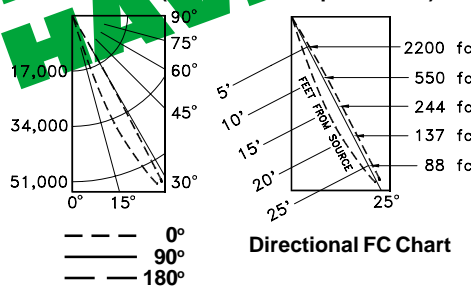 90°
75°
60°
45°
30°
17,000
34,000
51,000
0° 15°
0°
90°
180°
2200 fc
550 fc
244 fc
137 fc
88 fc
5'
10'
15'
20'
25'
FEET FROM SOURCE
25°
Directional FC Chart